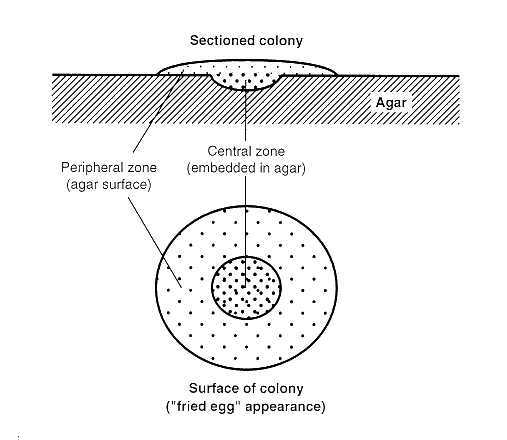 Sectioned colony
Agar
Peripheral zone
(agar surface)
Central zone
(embedded in agar)
Surface of colony
("fried egg" appearance)